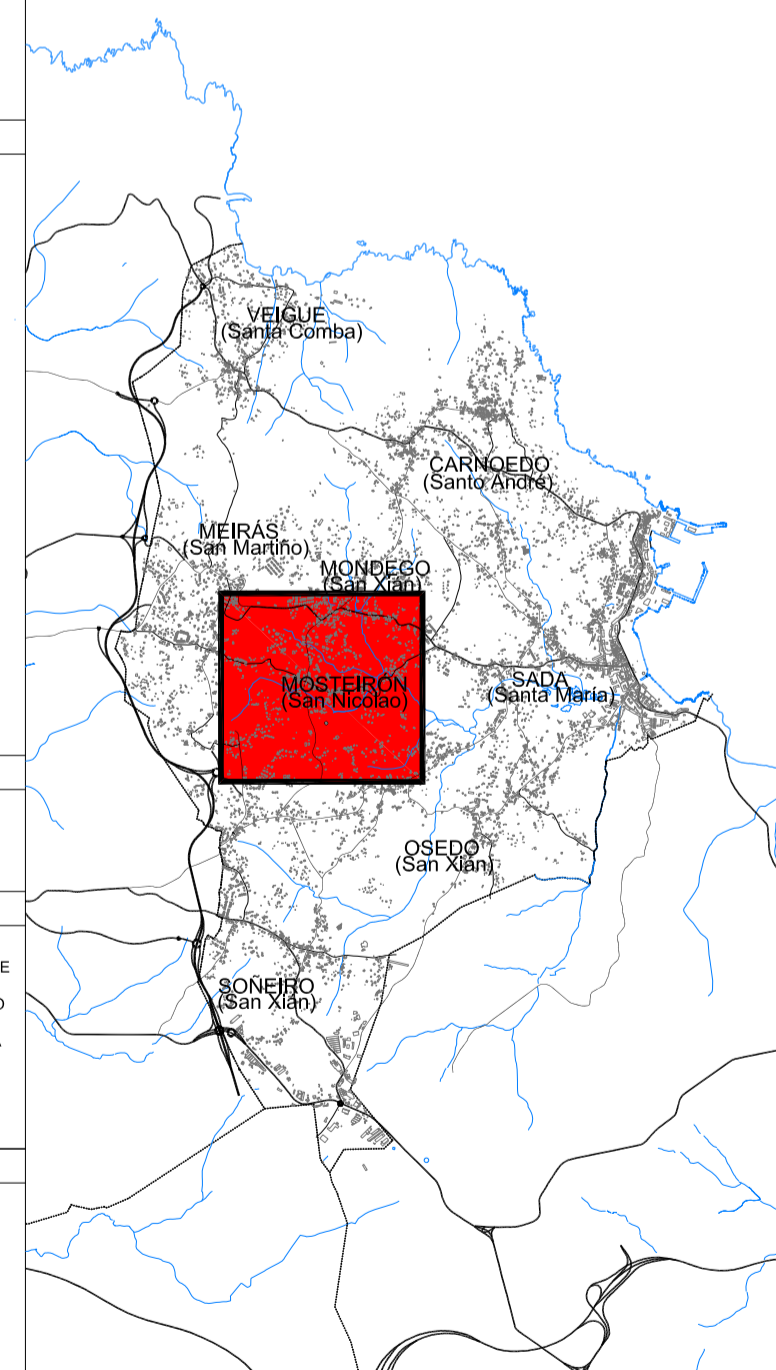 VEIGUE
(Santa Comba)
CARNOEDO
(Santo André)
MEIRÁS
(San Martiño)
MONDEGO
(San Xián)
MOSTEIRÓN
(San Nicolao)
SADA
(Santa María)
OSEDO
(San Xián)
E
O
SOÑEIRO
(San Xián)